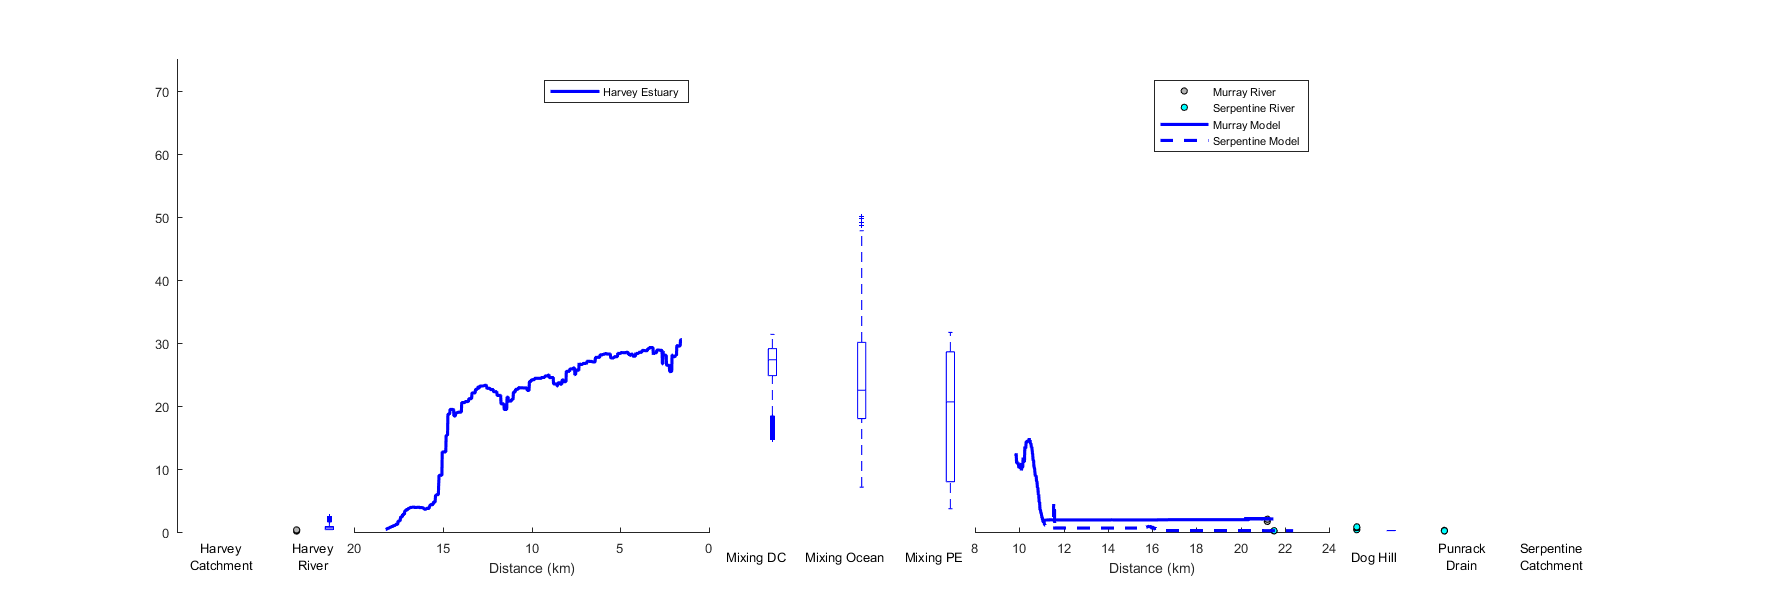 70
60
50
40
30
20
10
0
Harvey Estuary
Murray River
Serpentine River
Murray Model
Serpentine Model
Harvey
Catchment
Harvey
River
20 15 10 5 0
Distance (km)
Mixing DC
Mixing Ocean
Mixing PE
8 10 12 14 16 18 20 22 24
Distance (km)
Dog Hill
Punrack
Drain
Serpentine
Catchment